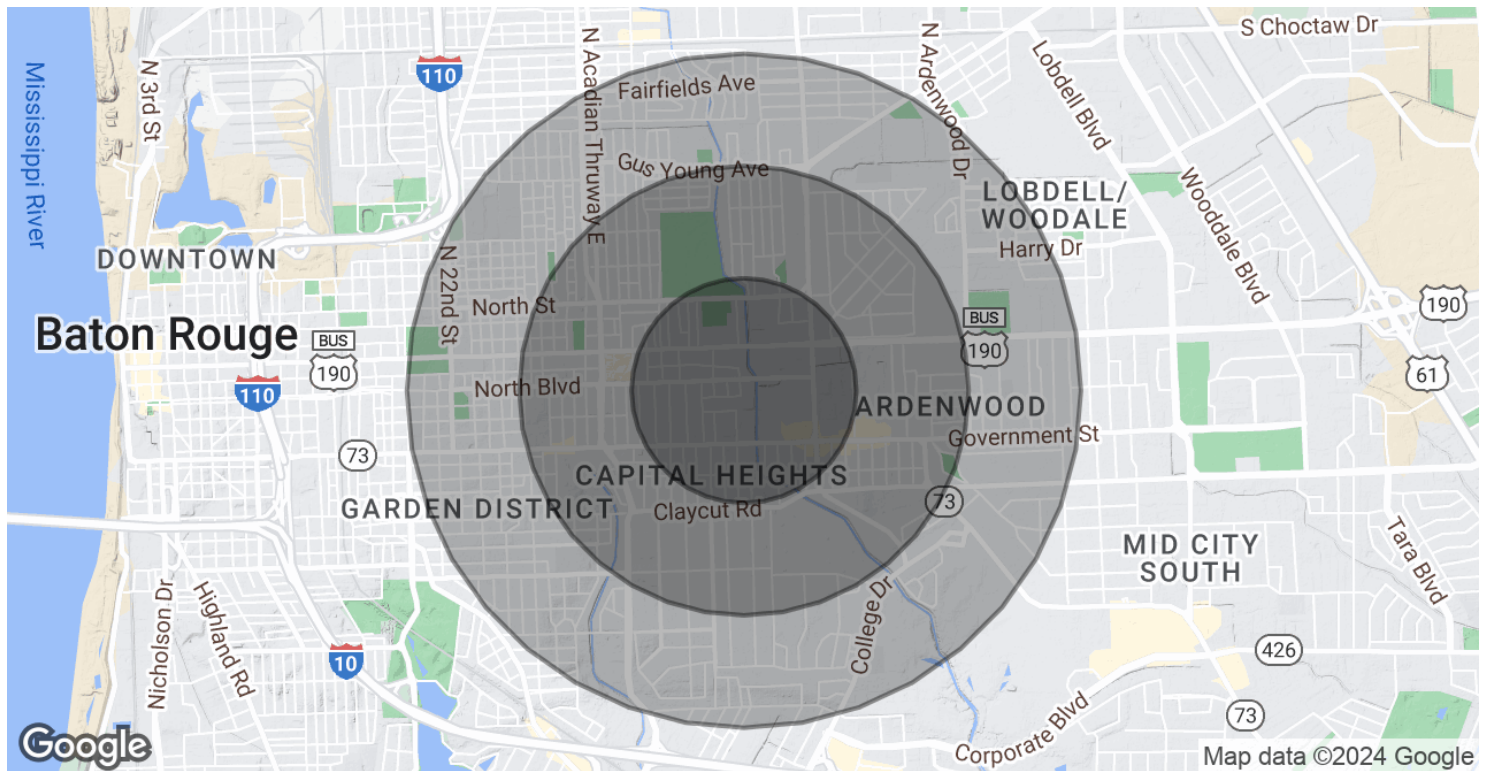 S Choctaw Dr
Mississippi River
N 3rd St
110
N Acadian Thruway E
Fairfields Ave
N Ardenwood Dr
Lobdell Blvd
Gus Young Ave
LOBDELL/
WOODALE
Wooddale Blvd
Harry Dr
DOWNTOWN
N 22nd St
North St
BUS
190
190
Baton Rouge
BUS
190
61
110
North Blvd
ARDENWOOD
Government St
73
CAPITAL HEIGHTS
GARDEN DISTRICT
Claycut Rd
73
MID CITY
SOUTH
Tara Blvd
Nicholson Dr
Highland Rd
College Dr
10
426
73
Corporate Blvd
Google
Map data ©2024 Google